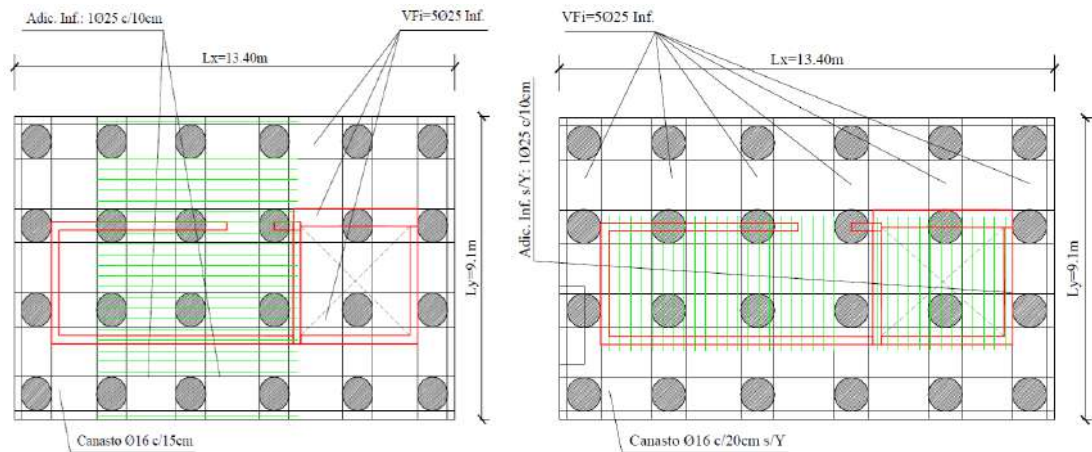 Adic. Inf.: 1Ø25 c/10cm
VFi=5Ø25 Inf.
Lx=13.40m
Ly=9.1m
Canasto Ø16 c/15cm
VFi=5Ø25 Inf.
Lx=13.40m
Adic. Inf. s/Y: 1Ø25 c/10cm
Ly=9.1m
Canasto Ø16 c/20cm s/Y